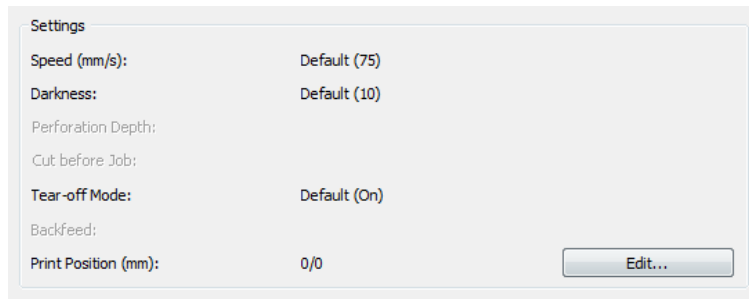 Settings
Speed (mm/s): Default (75)
Darkness: Default (10)
Perforation Depth:
Cut before Job:
Tear-off Mode: Default (On)
Backfeed:
Print Position (mm): 0/0 Edit...